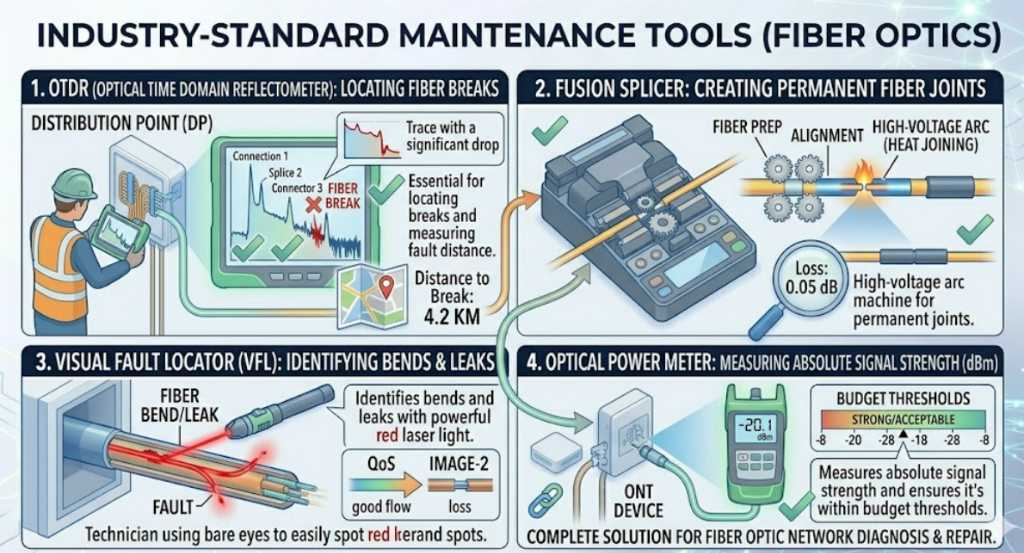 INDUSTRY-STANDARD MAINTENANCE TOOLS (FIBER OPTICS)
1. OTDR (OPTICAL TIME DOMAIN REFLECTOMETER): LOCATING FIBER BREAKS
DISTRIBUTION POINT (DP)
Connection 1
Splice 2
Connector 3
FIBER
BREAK
Trace with a
significant drop
Essential for
locating
breaks and
measuring
fault distance.
Distance to
Break:
4.2 KM
2. FUSION SPLICER: CREATING PERMANENT FIBER JOINTS
FIBER PREP
ALIGNMENT
HIGH-VOLTAGE ARC
(HEAT JOINING)
Loss:
0.05 dB
High-voltage arc
machine for
permanent joints.
3. VISUAL FAULT LOCATOR (VFL): IDENTIFYING BENDS & LEAKS
FIBER
BEND/LEAK
FAULT
Identifies bends and
leaks with powerful
red laser light.
QoS
good flow
IMAGE-2
loss
Technician using bare eyes to easily spot red kerand spots.
4. OPTICAL POWER METER: MEASURING ABSOLUTE SIGNAL STRENGTH (dBm)
ONT
DEVICE
-20.1
dBm
BUDGET THRESHOLDS
STRONG/ACCEPTABLE
-8 -20 -28 -18 -28 -8
Measures absolute signal
strength and ensures it's
within budget thresholds.
COMPLETE SOLUTION FOR FIBER OPTIC NETWORK DIAGNOSIS & REPAIR.